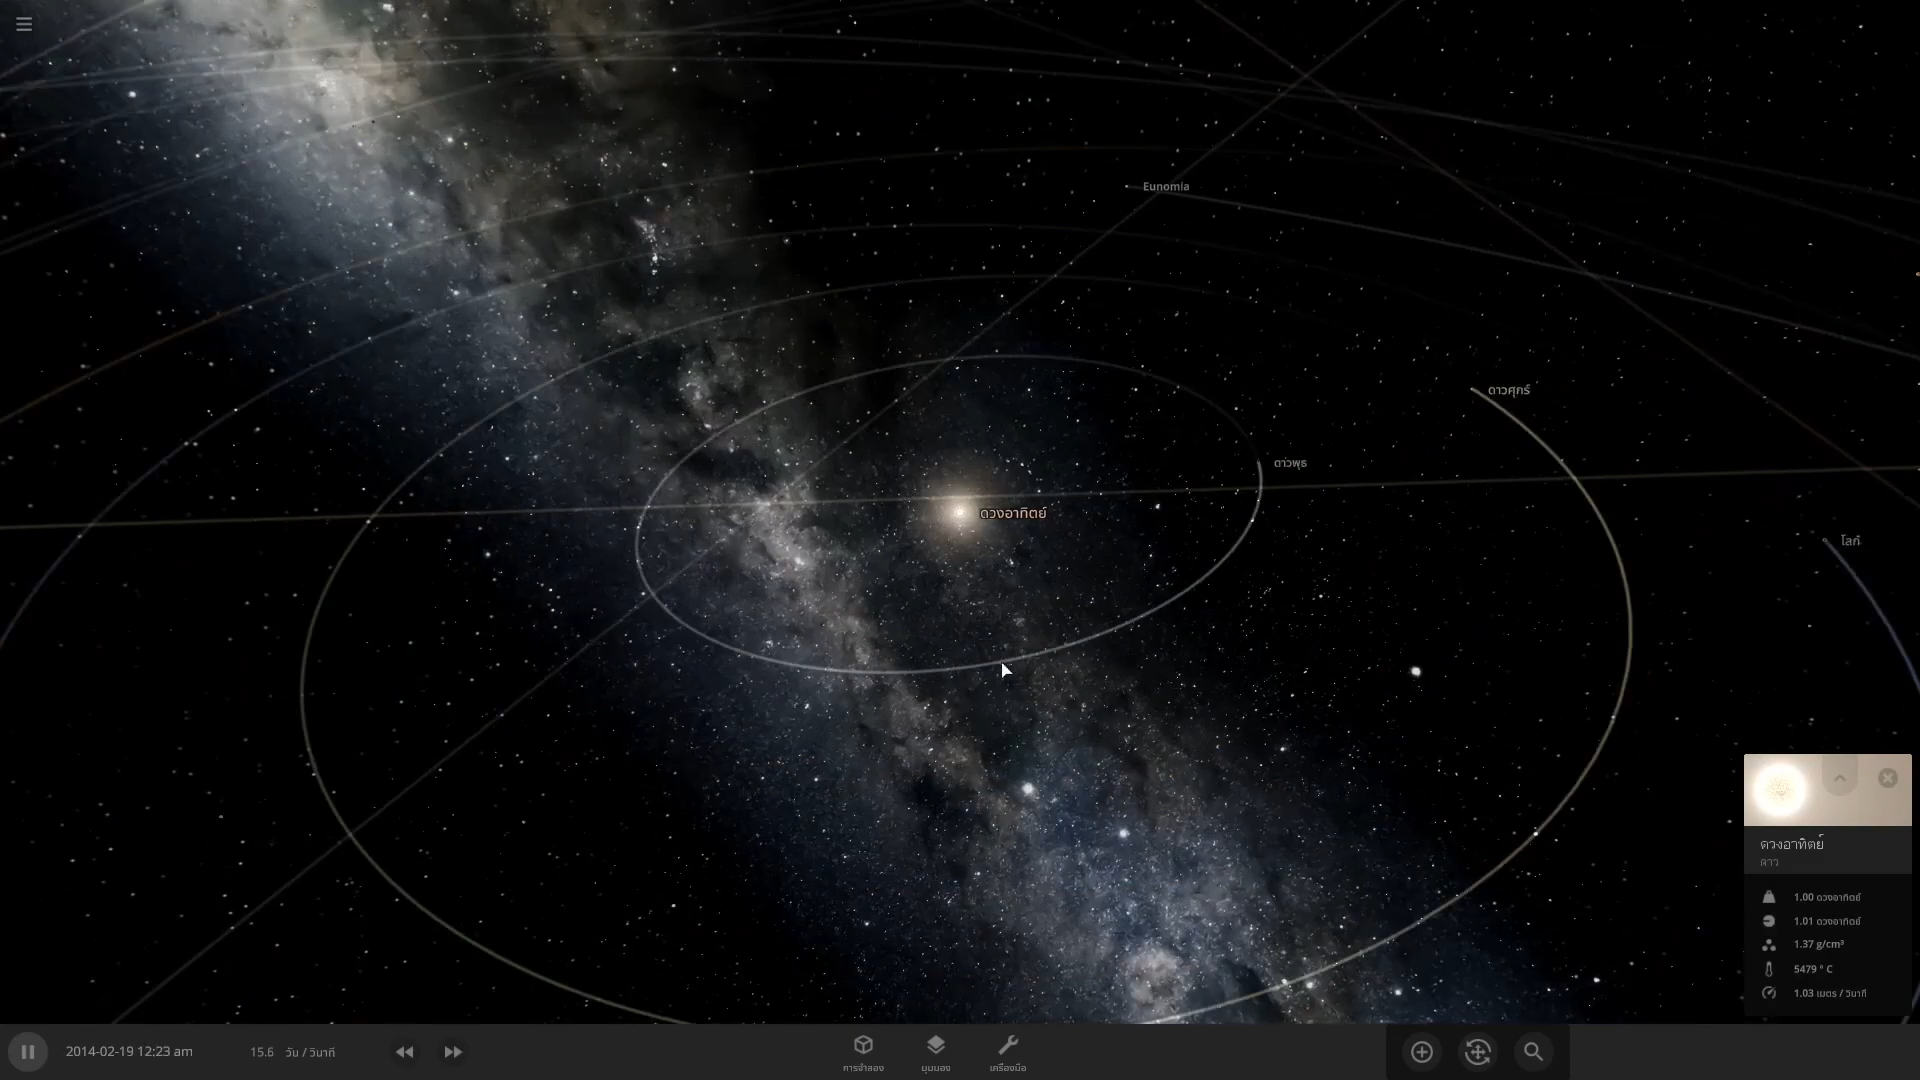 Eunomia
ดาวศุกร์
ดาวพุธ
ดวงอาทิตย์
โลก
ดวงอาทิตย์
ดาว
1.00 ดวงอาทิตย์
1.01 ดวงอาทิตย์
1.37 g/cm³
5479 ° C
1.03 เมตร / วินาที
2014-02-19 12:23 am
15.6 วัน / วินาที
การจำลอง
มุมมอง
เครื่องมือ